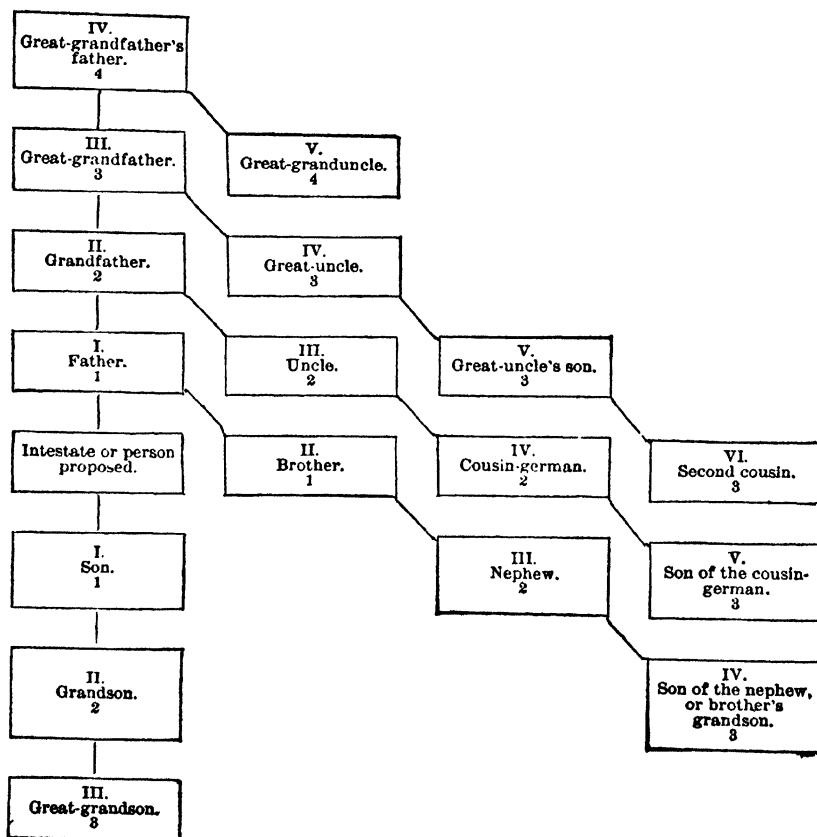 IV.
Great-grandfather's
father.
4
III.
Great-grandfather.
3
V.
Great-granduncle.
4
II.
Grandfather.
2
IV.
Great-uncle.
3
I.
Father.
1
III.
Uncle.
2
V.
Great-uncle's son.
3
Intestate or person
proposed.
II.
Brother.
1
IV.
Cousin-german.
2
VI.
Second cousin.
3
I.
Son.
1
III.
Nephew.
2
V.
Son of the cousin-
german.
3
II.
Grandson.
2
IV.
Son of the nephew,
or brother's
grandson.
3
III.
Great-grandson.
3